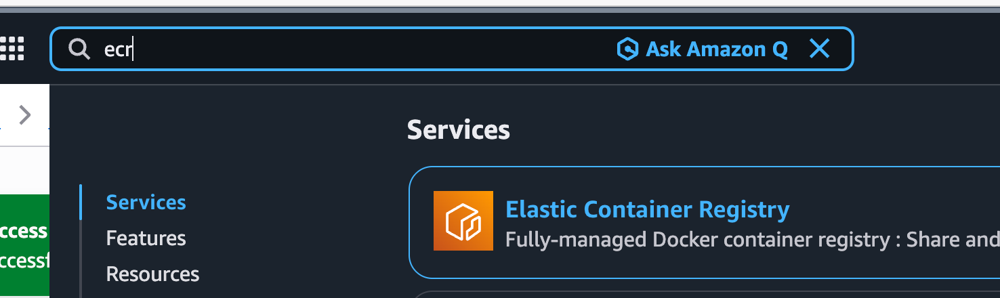 ecr
Ask Amazon Q
Services
Services
Features
Resources
Elastic Container Registry
Fully-managed Docker container registry : Share and